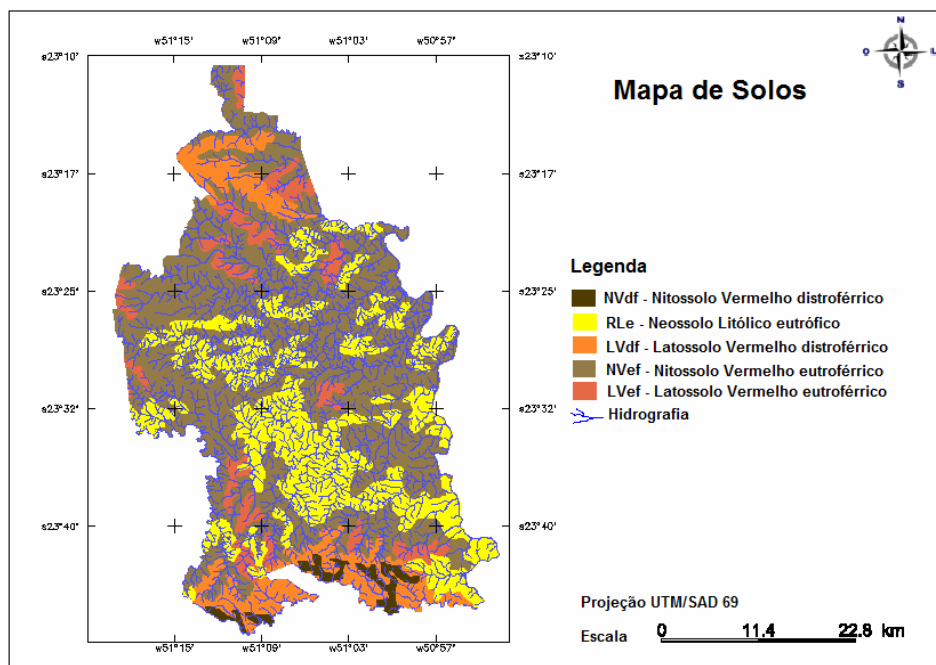 w51°15' w51°09' w51°03' w50°57'
s23°10' s23°10'
N
O L
S
Mapa de Solos
s23°17' s23°17'
Legenda
s23°25' s23°25'
NVdf - Nitossolo Vermelho distroférrico
RLe - Neossolo Litólico eutrófico
LVdf - Latossolo Vermelho distroférrico
NVef - Nitossolo Vermelho eutroférrico
LVef - Latossolo Vermelho eutroférrico
Hidrografia
s23°32' s23°32'
s23°40' s23°40'
Projeção UTM/SAD 69
Escala 0 11.4 22.8 km
w51°15' w51°09' w51°03' w50°57'